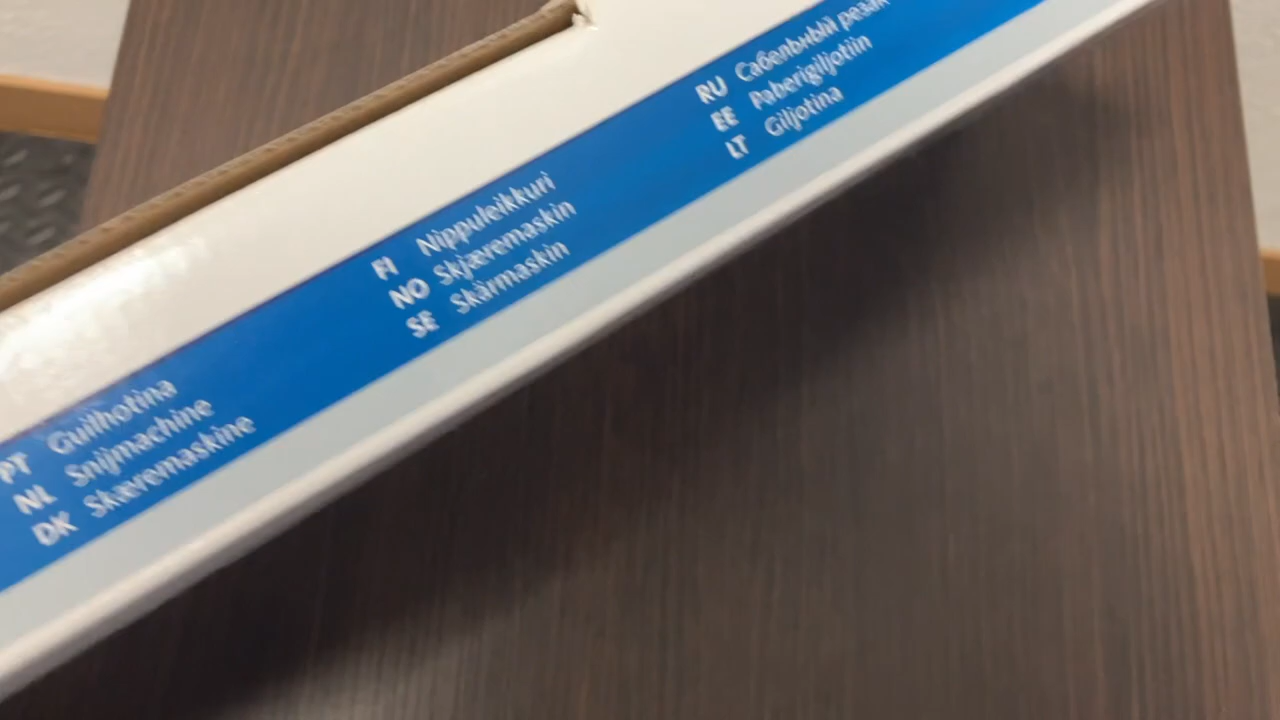 PT Guilhotina
NL Snijmachine
DK Skæremaskine
FI Nippuleikkuri
NO Skjæremaskin
SE Skärmaskin
RU Сабельный резак
EE Paberigiljotiin
LT Giljotina